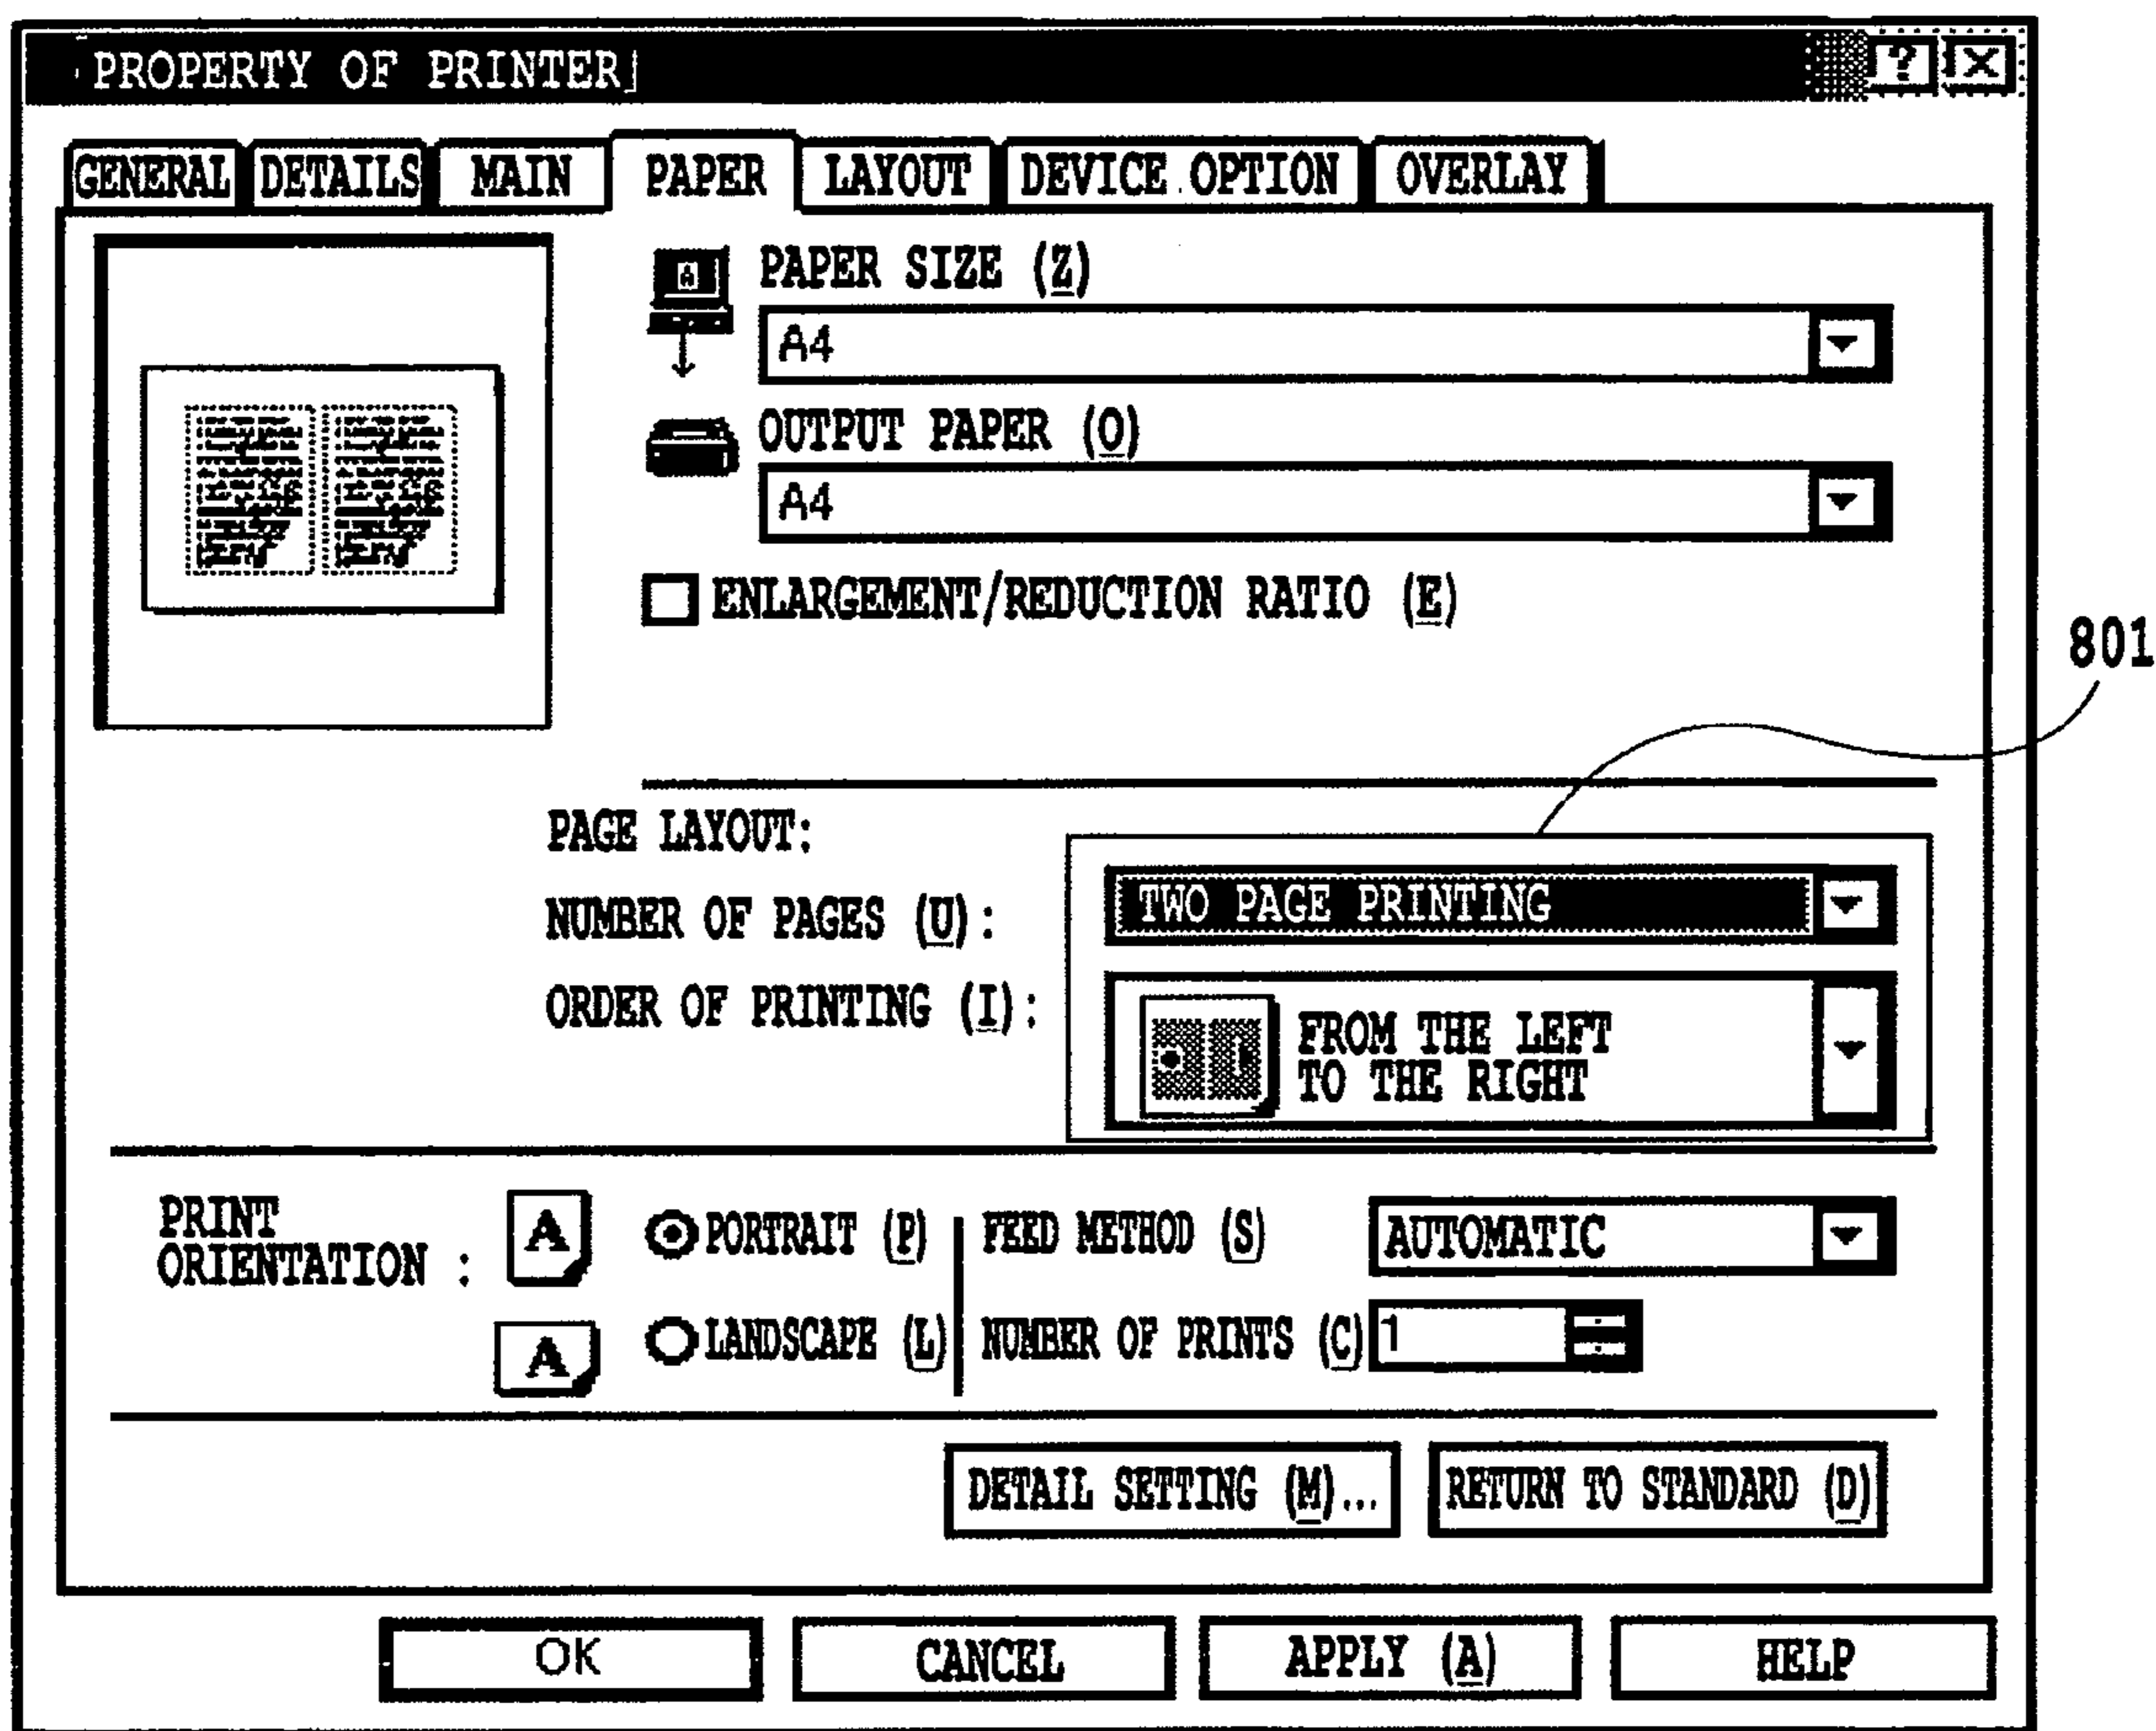 PROPERTY OF PRINTER
? X
GENERAL DETAILS MAIN PAPER LAYOUT DEVICE OPTION OVERLAY
PAPER SIZE (Z)
A4
OUTPUT PAPER (O)
A4
ENLARGEMENT/REDUCTION RATIO (E)
801
PAGE LAYOUT:
NUMBER OF PAGES (U): TWO PAGE PRINTING
ORDER OF PRINTING (I):
FROM THE LEFT
TO THE RIGHT
PRINT
ORIENTATION :
A PORTRAIT (P) FEED METHOD (S) AUTOMATIC
A LANDSCAPE (L) NUMBER OF PRINTS (C) 1
DETAIL SETTING (M)... RETURN TO STANDARD (D)
OK CANCEL APPLY (A) HELP